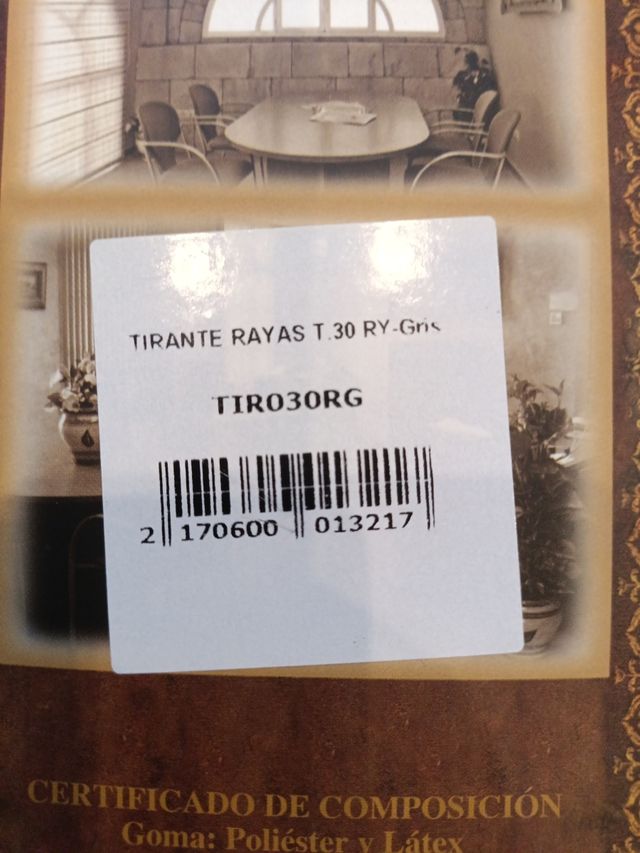 TIRANTE RAYAS T.30 RY-Gris
TIR030RG
2 170600 013217
CERTIFICADO DE COMPOSICIÓN
Goma: Poliéster y Látex